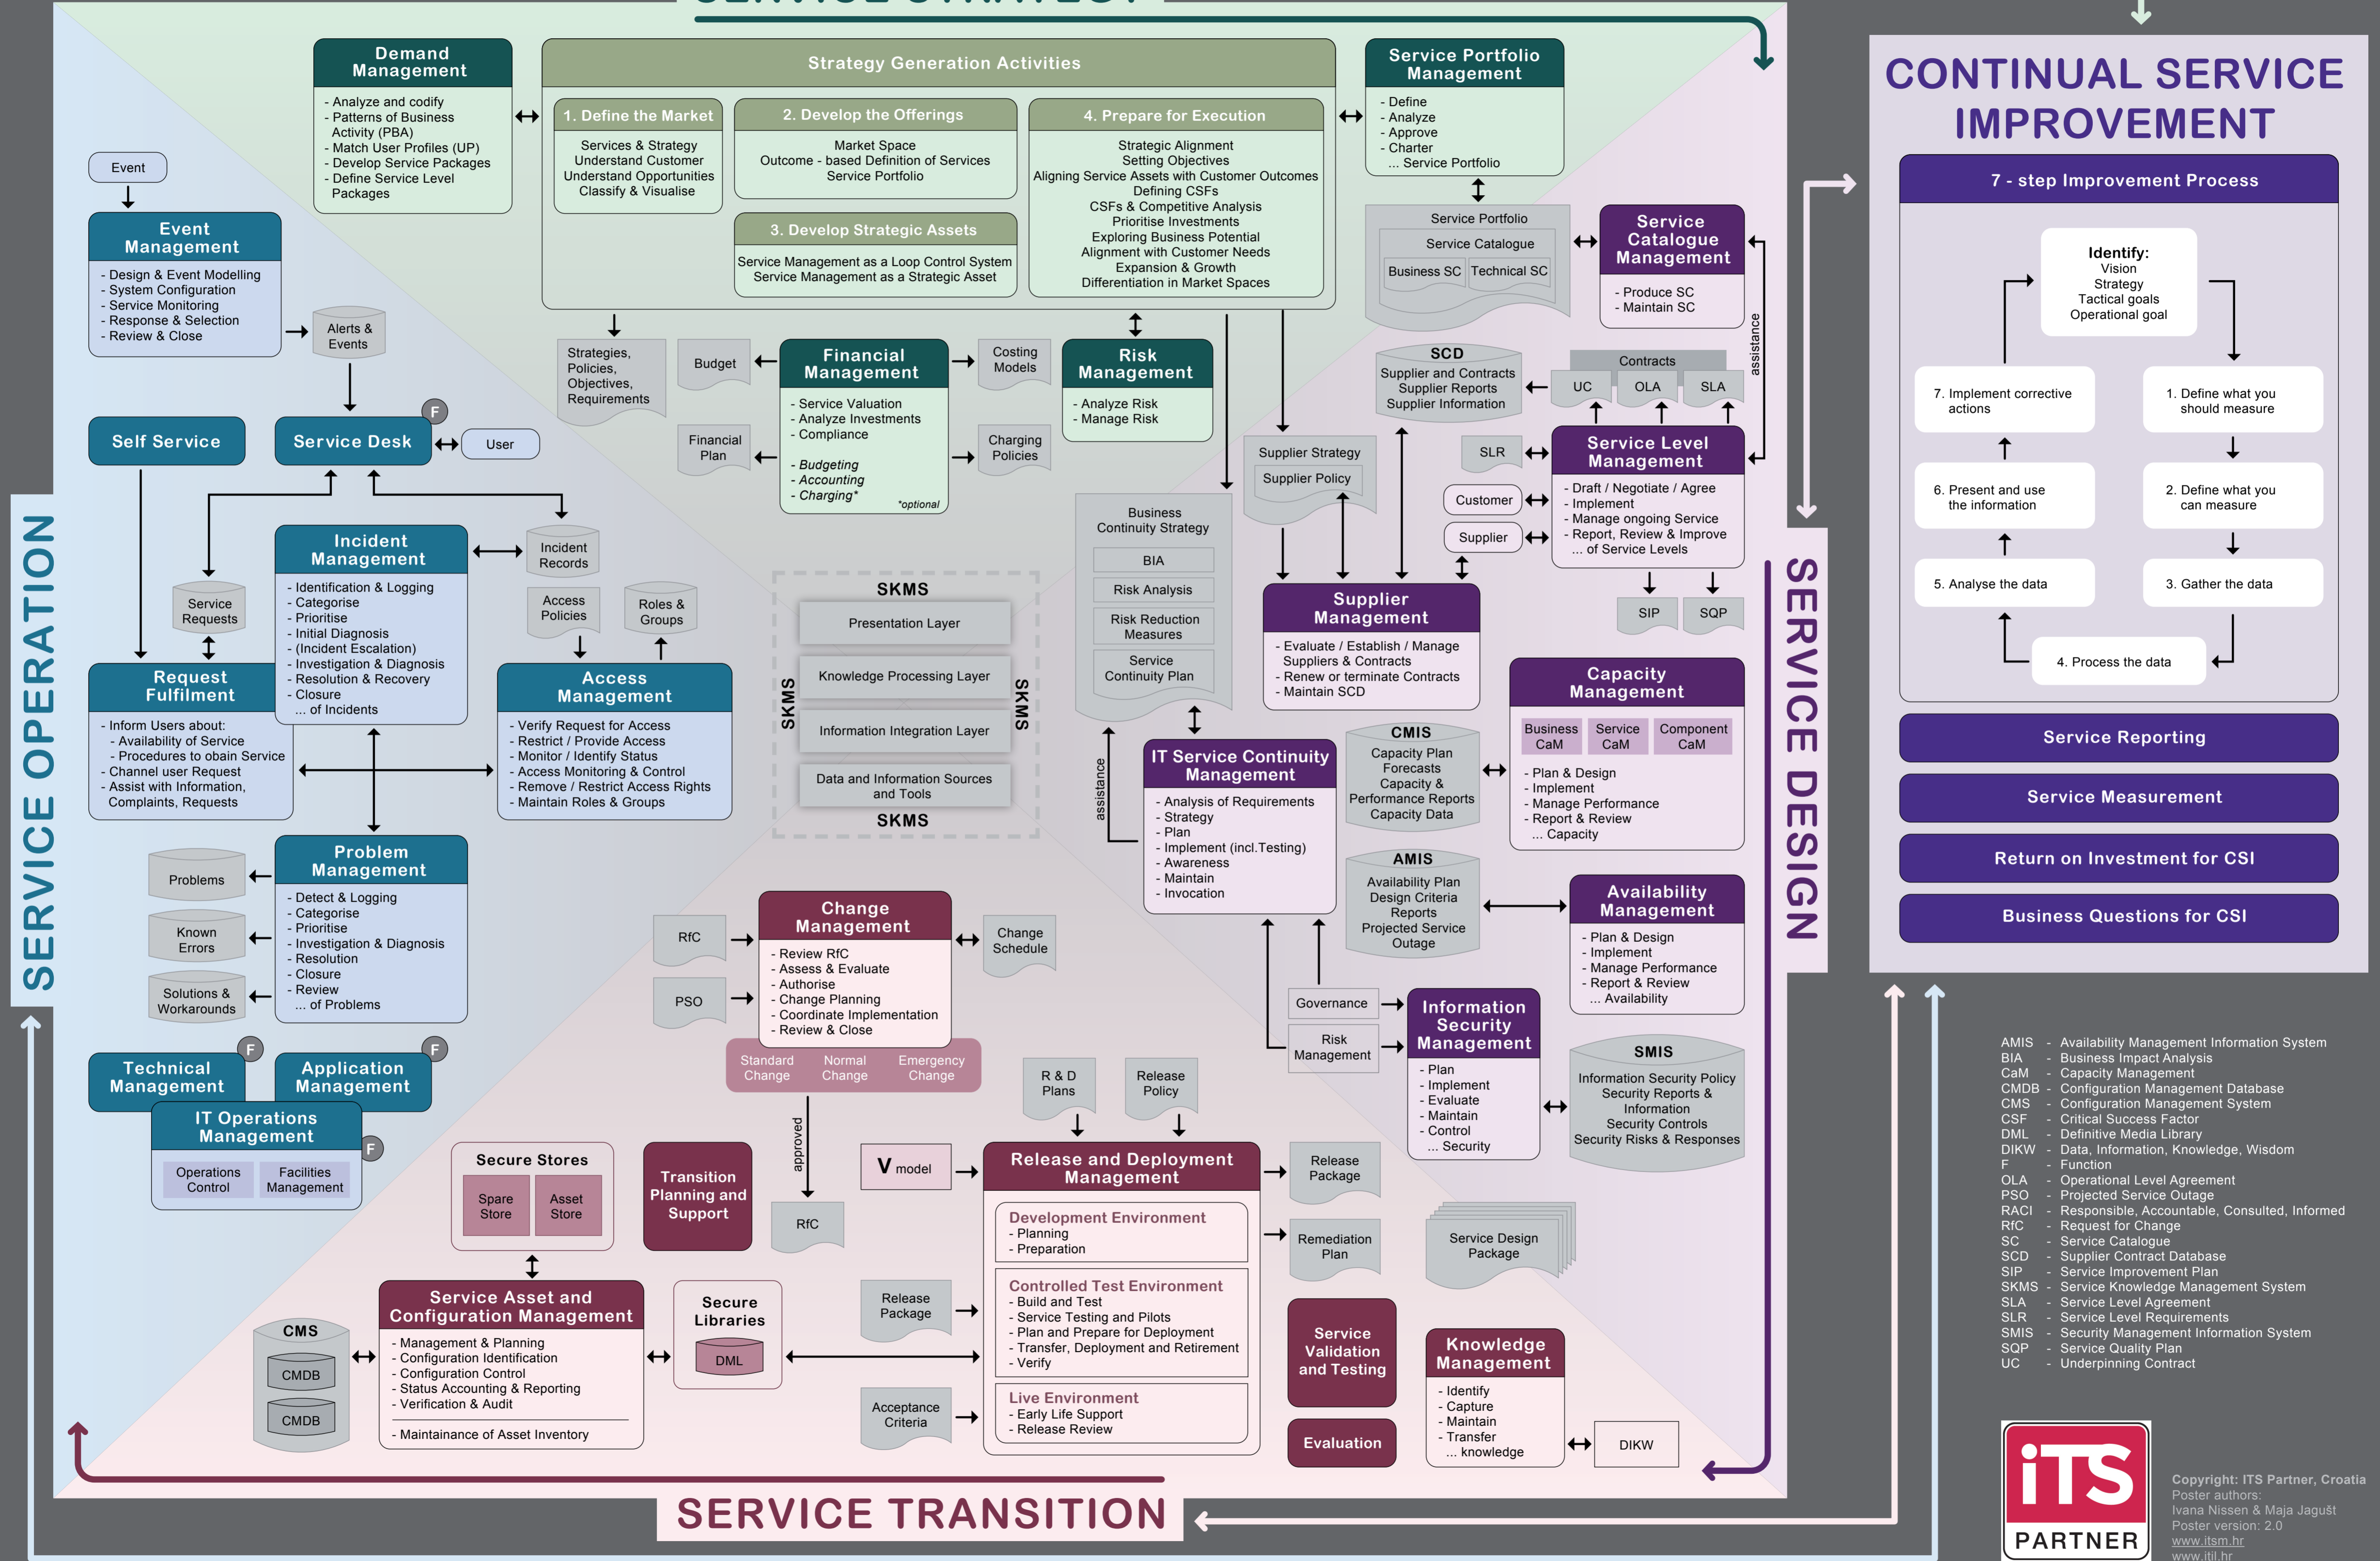 SERVICE STRATEGY
Demand
Management
- Analyze and codify
- Patterns of Business
Activity (PBA)
- Match User Profiles (UP)
- Develop Service Packages
- Define Service Level
Packages
Strategy Generation Activities
1. Define the Market
Services & Strategy
Understand Customer
Understand Opportunities
Classify & Visualise
2. Develop the Offerings
Market Space
Outcome - based Definition of Services
Service Portfolio
3. Develop Strategic Assets
Service Management as a Loop Control System
Service Management as a Strategic Asset
4. Prepare for Execution
Strategic Alignment
Setting Objectives
Aligning Service Assets with Customer Outcomes
Defining CSFs
CSFs & Competitive Analysis
Prioritise Investments
Exploring Business Potential
Alignment with Customer Needs
Expansion & Growth
Differentiation in Market Spaces
Service Portfolio
Management
- Define
- Analyze
- Approve
- Charter
... Service Portfolio
Strategies,
Policies,
Objectives,
Requirements
Budget
Financial
Plan
Financial
Management
- Service Valuation
- Analyze Investments
- Compliance
- Budgeting
- Accounting
- Charging*
*optional
Costing
Models
Charging
Policies
Risk
Management
- Analyze Risk
- Manage Risk
SERVICE OPERATION
Event
Event
Management
- Design & Event Modelling
- System Configuration
- Service Monitoring
- Response & Selection
- Review & Close
Alerts &
Events
Self Service
Service Desk
F
User
Incident
Management
- Identification & Logging
- Categorise
- Prioritise
- Initial Diagnosis
- (Incident Escalation)
- Investigation & Diagnosis
- Resolution & Recovery
- Closure
... of Incidents
Incident
Records
Service
Requests
Access
Policies
Roles &
Groups
Request
Fulfilment
- Inform Users about:
- Availability of Service
- Procedures to obain Service
- Channel user Request
- Assist with Information,
Complaints, Requests
Access
Management
- Verify Request for Access
- Restrict / Provide Access
- Monitor / Identify Status
- Access Monitoring & Control
- Remove / Restrict Access Rights
- Maintain Roles & Groups
Problem
Management
- Detect & Logging
- Categorise
- Prioritise
- Investigation & Diagnosis
- Resolution
- Closure
- Review
... of Problems
Problems
Known
Errors
Solutions &
Workarounds
Technical
Management
F
Application
Management
F
IT Operations
Management
F
Operations
Control
Facilities
Management
SKMS
SKMS
SKMS
Presentation Layer
Knowledge Processing Layer
Information Integration Layer
Data and Information Sources
and Tools
SKMS
SERVICE DESIGN
Service Portfolio
Service Catalogue
Business SC
Technical SC
Service
Catalogue
Management
- Produce SC
- Maintain SC
assistance
SCD
Supplier and Contracts
Supplier Reports
Supplier Information
Contracts
UC
OLA
SLA
SLR
Customer
Supplier
Service Level
Management
- Draft / Negotiate / Agree
- Implement
- Manage ongoing Service
- Report, Review & Improve
... of Service Levels
SIP
SQP
Supplier Strategy
Supplier Policy
Business
Continuity Strategy
BIA
Risk Analysis
Risk Reduction
Measures
Service
Continuity Plan
Supplier
Management
- Evaluate / Establish / Manage
Suppliers & Contracts
- Renew or terminate Contracts
- Maintain SCD
Capacity
Management
Business
CaM
Service
CaM
Component
CaM
- Plan & Design
- Implement
- Manage Performance
- Report & Review
... Capacity
CMIS
Capacity Plan
Forecasts
Capacity &
Performance Reports
Capacity Data
assistance
IT Service Continuity
Management
- Analysis of Requirements
- Strategy
- Plan
- Implement (incl.Testing)
- Awareness
- Maintain
- Invocation
AMIS
Availability Plan
Design Criteria
Reports
Projected Service
Outage
Availability
Management
- Plan & Design
- Implement
- Manage Performance
- Report & Review
... Availability
Governance
Risk
Management
Information
Security
Management
- Plan
- Implement
- Evaluate
- Maintain
- Control
... Security
SMIS
Information Security Policy
Security Reports &
Information
Security Controls
Security Risks & Responses
Service Design
Package
RfC
PSO
Change
Management
- Review RfC
- Assess & Evaluate
- Authorise
- Change Planning
- Coordinate Implementation
- Review & Close
Standard
Change
Normal
Change
Emergency
Change
Change
Schedule
approved
RfC
Secure Stores
Spare
Store
Asset
Store
Transition
Planning and
Support
R & D
Plans
Release
Policy
V model
Release and Deployment
Management
Development Environment
- Planning
- Preparation
Controlled Test Environment
- Build and Test
- Service Testing and Pilots
- Plan and Prepare for Deployment
- Transfer, Deployment and Retirement
- Verify
Live Environment
- Early Life Support
- Release Review
Release
Package
Remediation
Plan
Release
Package
Acceptance
Criteria
CMS
CMDB
CMDB
Service Asset and
Configuration Management
- Management & Planning
- Configuration Identification
- Configuration Control
- Status Accounting & Reporting
- Verification & Audit
- Maintainance of Asset Inventory
Secure
Libraries
DML
Service
Validation
and Testing
Evaluation
Knowledge
Management
- Identify
- Capture
- Maintain
- Transfer
... knowledge
DIKW
SERVICE TRANSITION
CONTINUAL SERVICE
IMPROVEMENT
7 - step Improvement Process
Identify:
Vision
Strategy
Tactical goals
Operational goal
1. Define what you
should measure
2. Define what you
can measure
3. Gather the data
4. Process the data
5. Analyse the data
6. Present and use
the information
7. Implement corrective
actions
Service Reporting
Service Measurement
Return on Investment for CSI
Business Questions for CSI
AMIS - Availability Management Information System
BIA - Business Impact Analysis
CaM - Capacity Management
CMDB - Configuration Management Database
CMS - Configuration Management System
CSF - Critical Success Factor
DML - Definitive Media Library
DIKW - Data, Information, Knowledge, Wisdom
F - Function
OLA - Operational Level Agreement
PSO - Projected Service Outage
RACI - Responsible, Accountable, Consulted, Informed
RfC - Request for Change
SC - Service Catalogue
SCD - Supplier Contract Database
SIP - Service Improvement Plan
SKMS - Service Knowledge Management System
SLA - Service Level Agreement
SLR - Service Level Requirements
SMIS - Security Management Information System
SQP - Service Quality Plan
UC - Underpinning Contract
iTS
PARTNER
Copyright: ITS Partner, Croatia
Poster authors:
Ivana Nissen & Maja Jagušt
Poster version: 2.0
www.itsm.hr
www.itil.hr